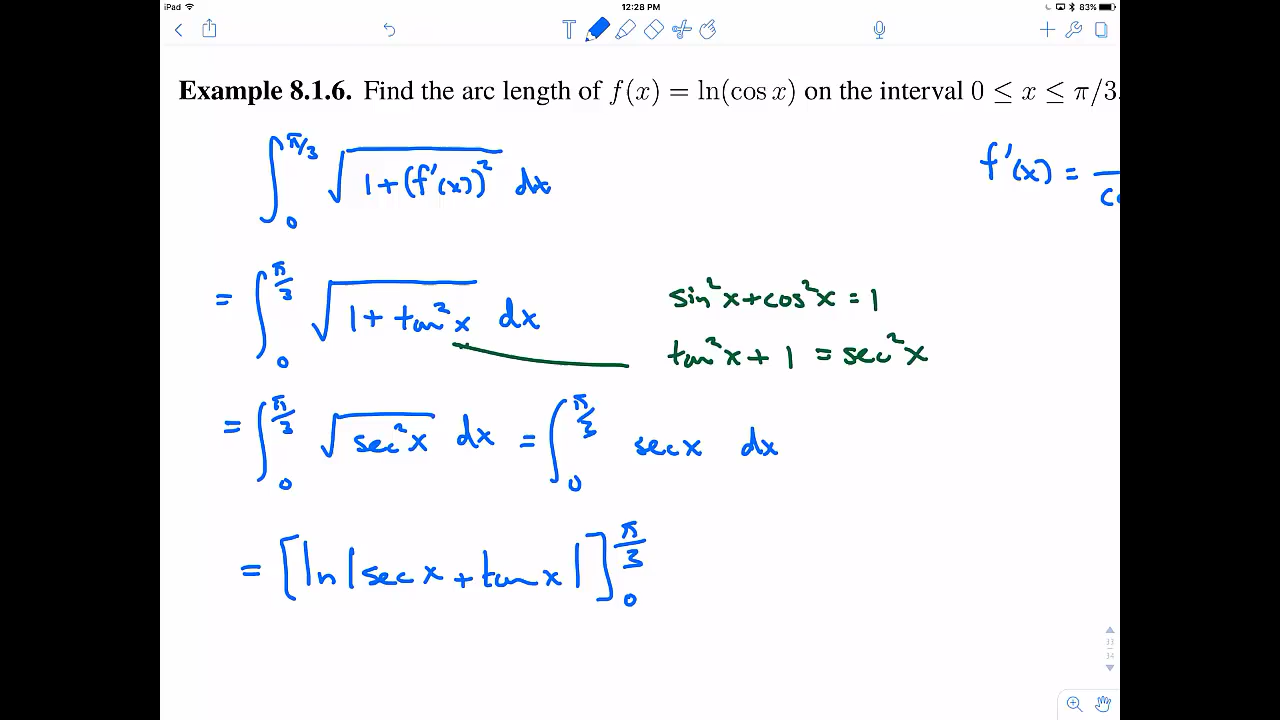 iPad 12:28 PM 83%
T
Example 8.1.6. Find the arc length of f(x) = ln(cos x) on the interval 0 ≤ x ≤ π/3.
∫₀^{π/3} √(1+(f'(x))²) dx
f'(x) =
= ∫₀^{π/3} √(1 + tan²x) dx
sin²x + cos²x = 1
tan²x + 1 = sec²x
= ∫₀^{π/3} √(sec²x) dx = ∫₀^{π/3} sec x dx
= [ln|sec x + tan x|]₀^{π/3}
33
34